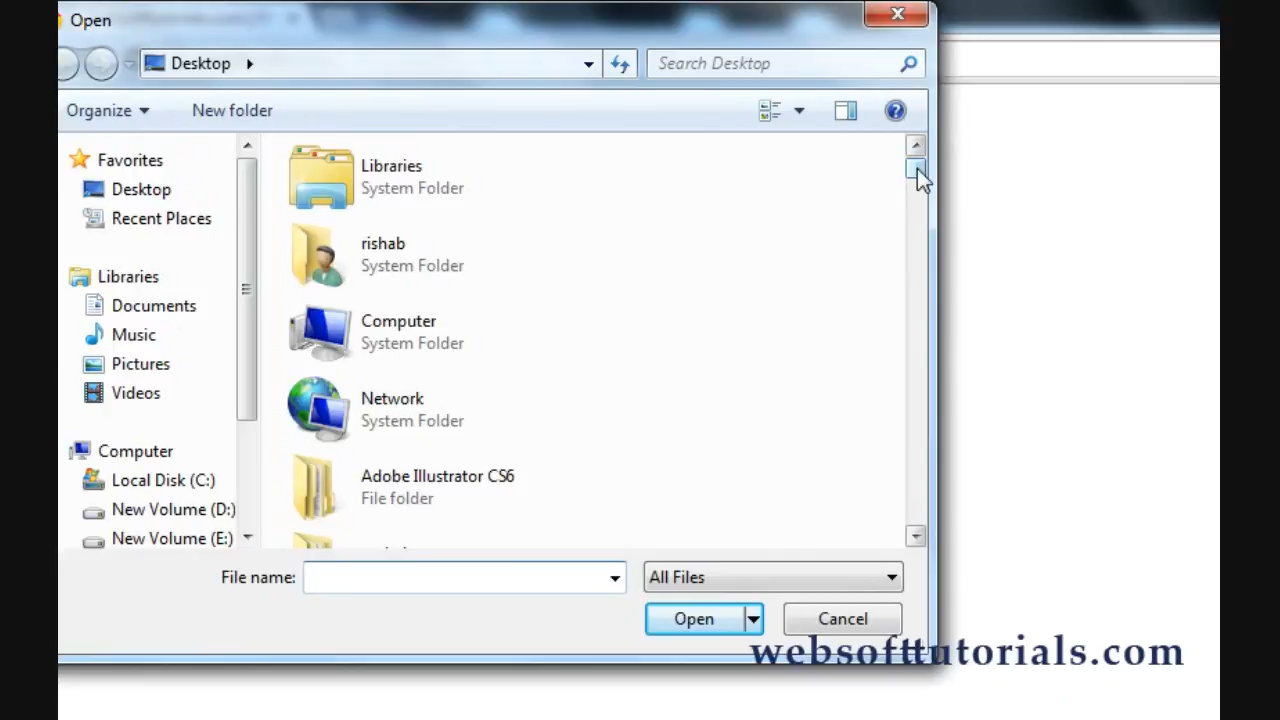 Open
Desktop
Search Desktop
Organize
New folder
Favorites
Desktop
Recent Places
Libraries
Documents
Music
Pictures
Videos
Computer
Local Disk (C:)
New Volume (D:)
New Volume (E:)
Libraries
System Folder
rishab
System Folder
Computer
System Folder
Network
System Folder
Adobe Illustrator CS6
File folder
File name:
All Files
Open
Cancel
websofttutorials.com